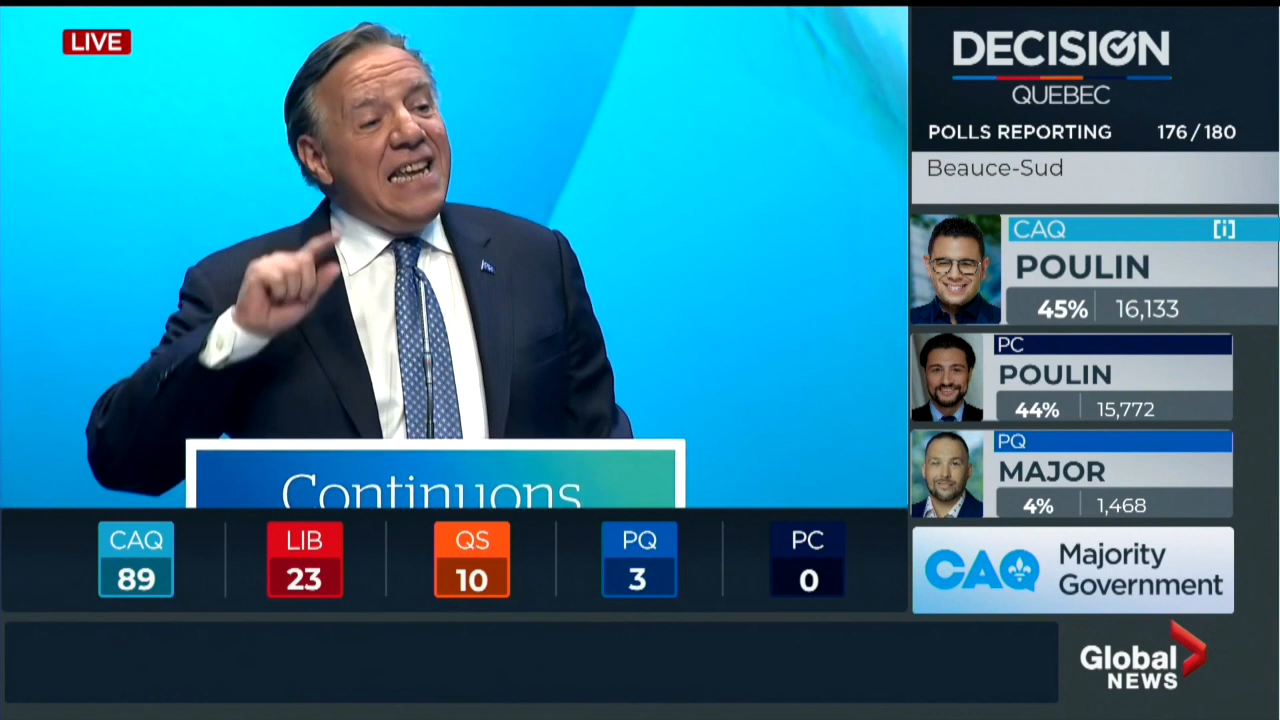 LIVE
Continuons
CAQ
89
LIB
23
QS
10
PQ
3
PC
0
DECISION
QUEBEC
POLLS REPORTING 176/180
Beauce-Sud
CAQ [i]
POULIN
45% 16,133
PC
POULIN
44% 15,772
PQ
MAJOR
4% 1,468
CAQ
Majority
Government
Global
NEWS